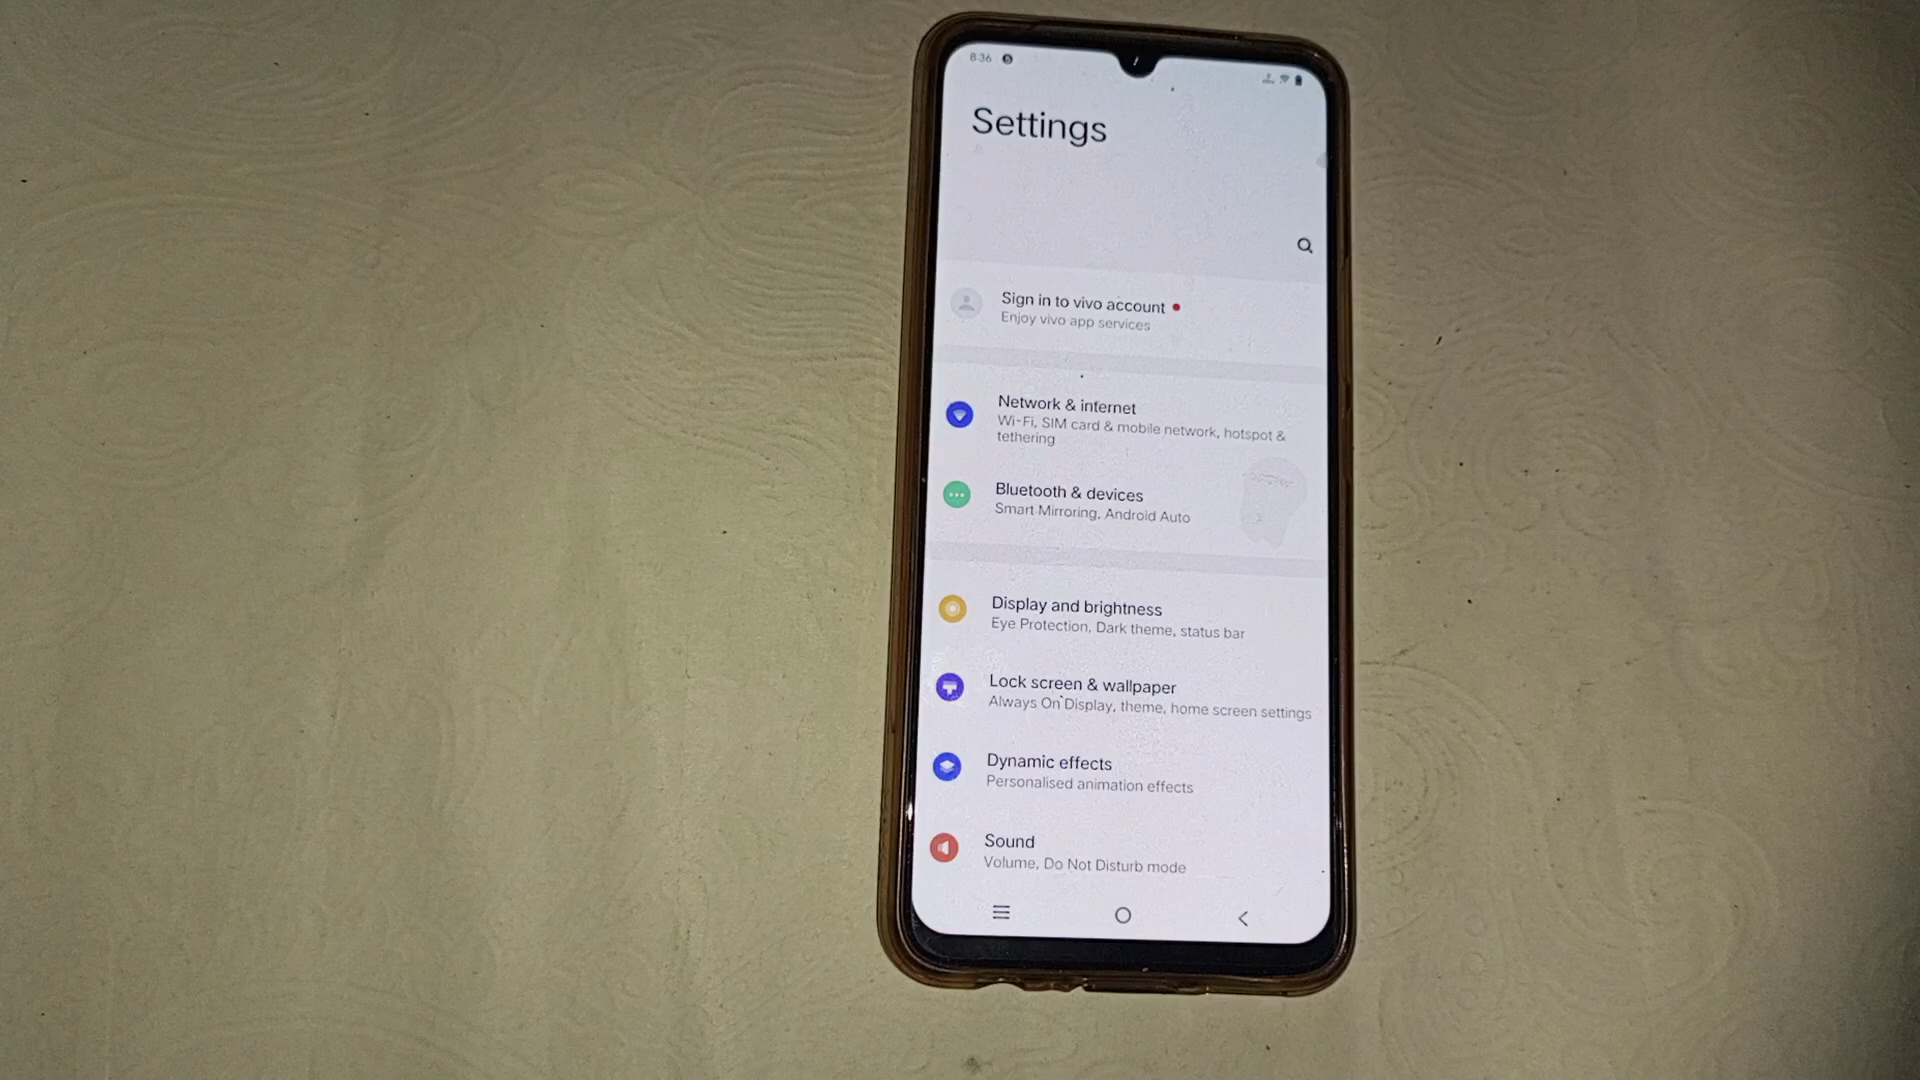 8:36
Settings
Sign in to vivo account
Enjoy vivo app services
Network & internet
Wi-Fi, SIM card & mobile network, hotspot &
tethering
Bluetooth & devices
Smart Mirroring, Android Auto
Display and brightness
Eye Protection, Dark theme, status bar
Lock screen & wallpaper
Always On Display, theme, home screen settings
Dynamic effects
Personalised animation effects
Sound
Volume, Do Not Disturb mode